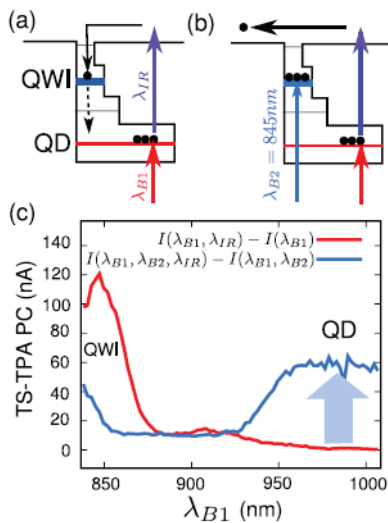 (a)
(b)
QWI
λIR
QD
λB1
λB2 = 845nm
(c)
I(λB1, λIR) − I(λB1)
I(λB1, λB2, λIR) − I(λB1, λB2)
TS-TPA PC (nA)
140
120
100
80
60
40
20
0
QWI
QD
850
900
950
1000
λB1 (nm)